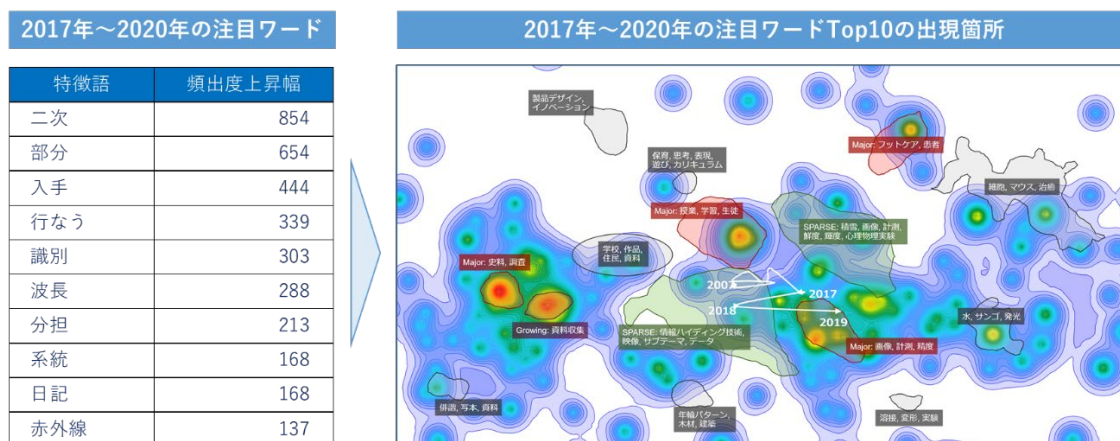 2017年～2020年の注目ワード
特徴語 頻出度上昇幅
二次 854
部分 654
入手 444
行なう 339
識別 303
波長 288
分担 213
系統 168
日記 168
赤外線 137
2017年～2020年の注目ワードTop10の出現箇所
製品デザイン,
イノベーション
Major: フットケア, 患者
保育, 思考, 表現,
遊び, カリキュラム
細胞, マウス, 治癒
Major: 授業, 学習, 生徒
SPARSE: 積雪, 画像, 計測,
鮮度, 輝度, 心理物理実験
学校, 作品,
住民, 資料
Major: 史料, 調査
2007
2017
2018
2019
水, サンゴ, 発光
Growing: 資料収集
SPARSE: 情報ハイディング技術,
映像, サブテーマ, データ
Major: 画像, 計測, 精度
俳諧, 写本, 資料
年輪パターン,
木材, 建築
溶接, 変形, 実験